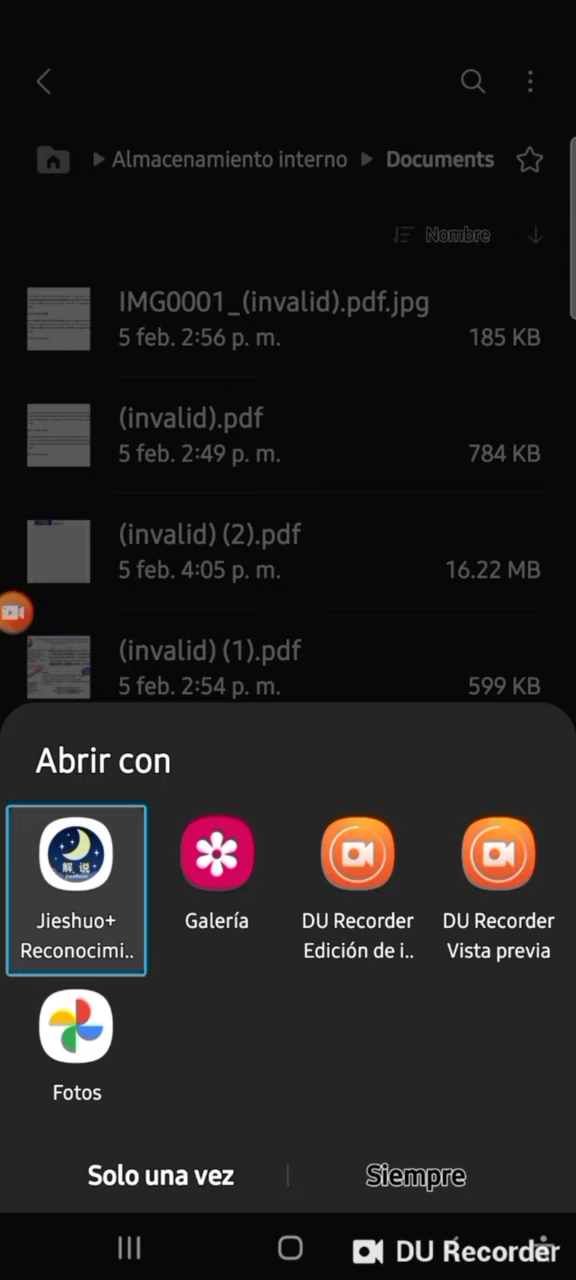 Almacenamiento interno
Documents
Nombre
IMG0001_(invalid).pdf.jpg
5 feb. 2:56 p. m.
185 KB
(invalid).pdf
5 feb. 2:49 p. m.
784 KB
(invalid) (2).pdf
5 feb. 4:05 p. m.
16.22 MB
(invalid) (1).pdf
5 feb. 2:54 p. m.
599 KB
Abrir con
解 说
jieshuo
Jieshuo+
Reconocimi..
Galería
DU Recorder
Edición de i..
DU Recorder
Vista previa
Fotos
Solo una vez
Siempre
DU Recorder